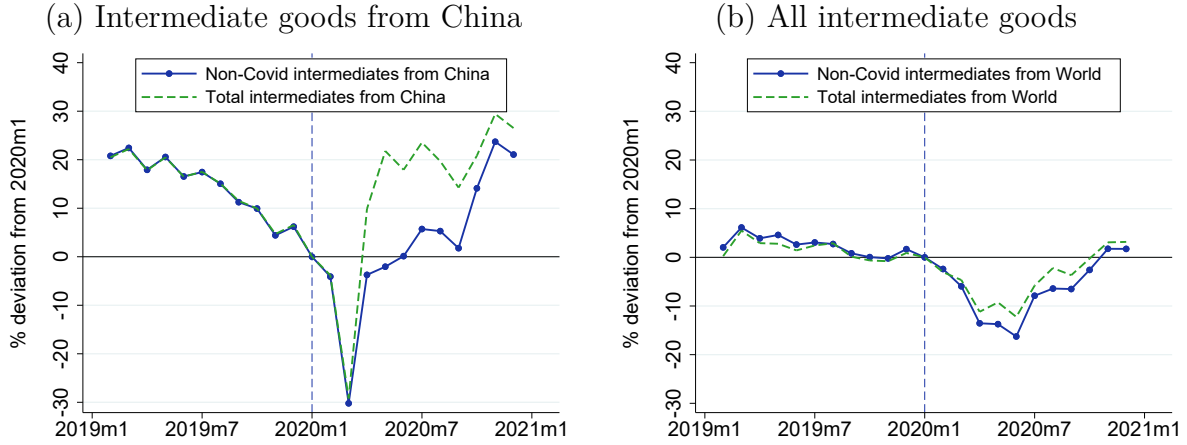 (a) Intermediate goods from China
Non-Covid intermediates from China
Total intermediates from China
% deviation from 2020m1
40
30
20
10
0
-10
-20
-30
2019m1 2019m7 2020m1 2020m7 2021m1
(b) All intermediate goods
Non-Covid intermediates from World
Total intermediates from World
% deviation from 2020m1
40
30
20
10
0
-10
-20
-30
2019m1 2019m7 2020m1 2020m7 2021m1